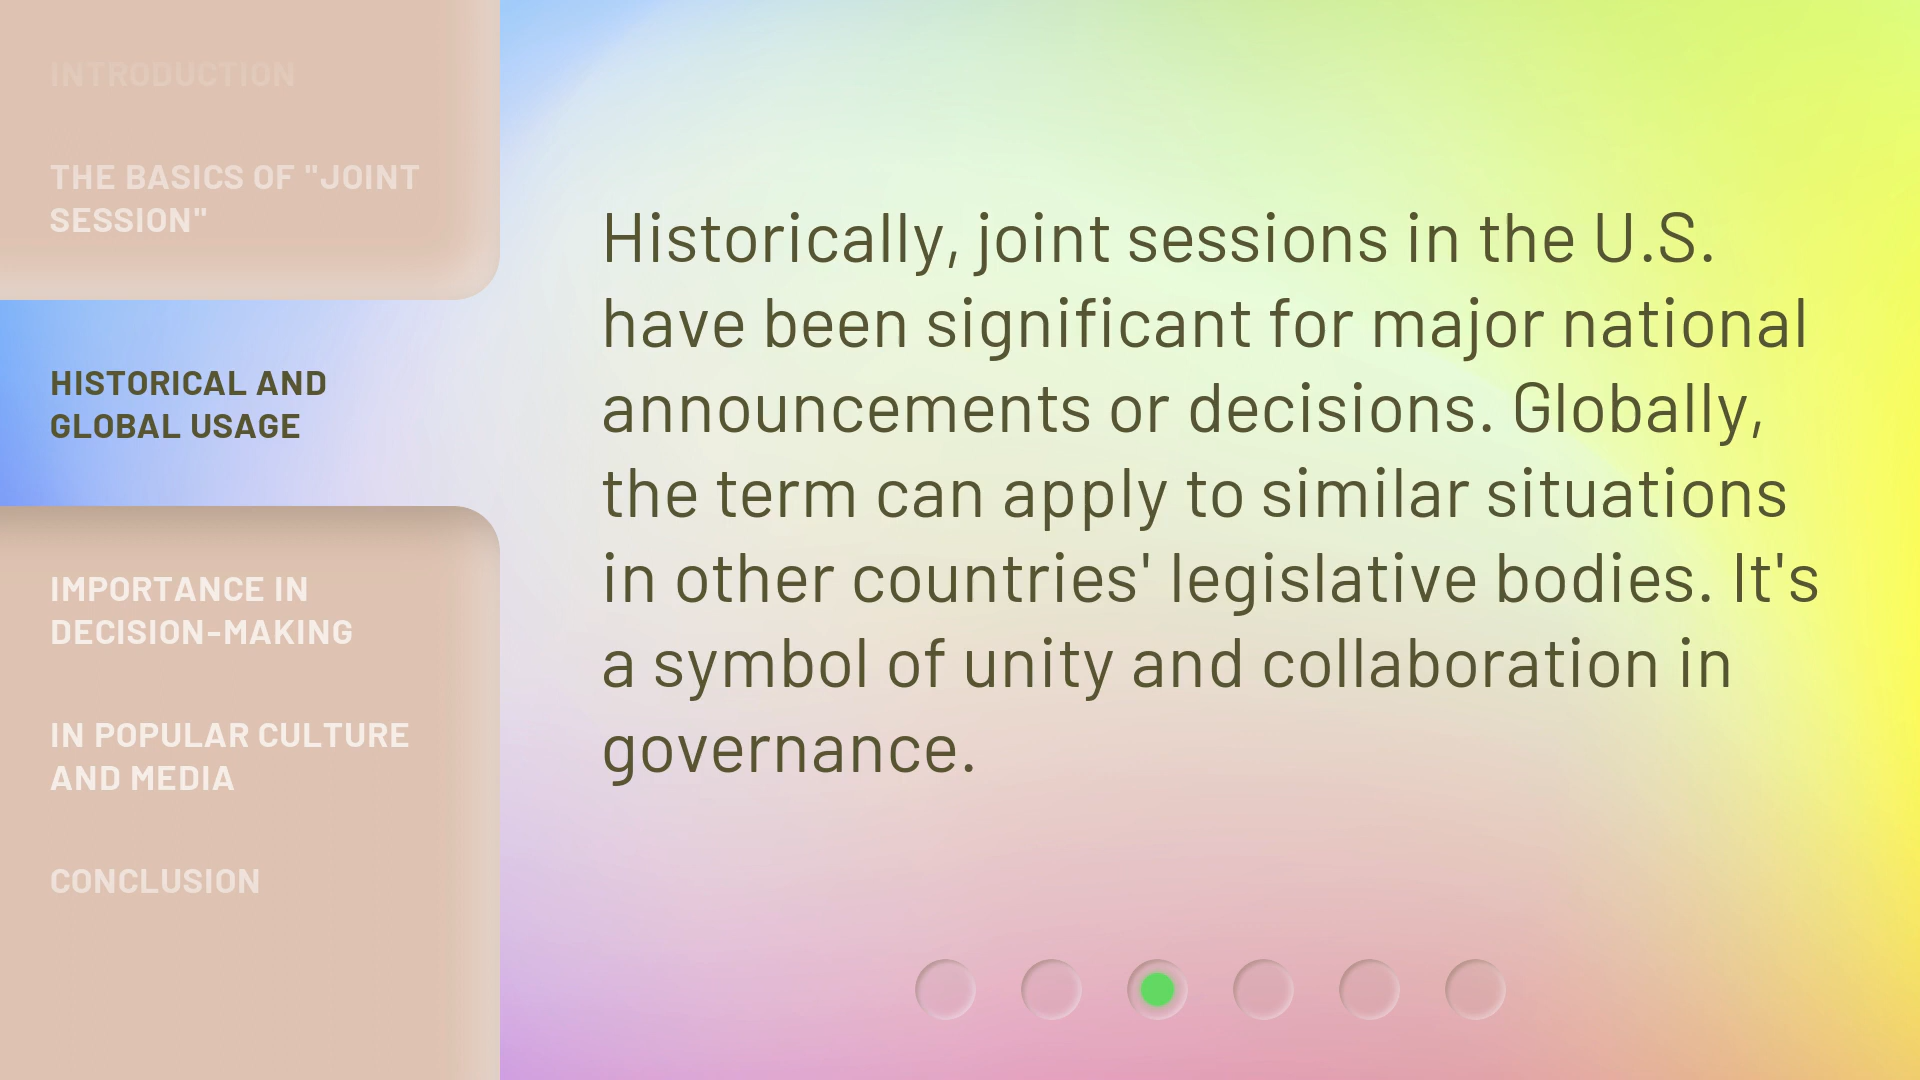 INTRODUCTION
THE BASICS OF "JOINT
SESSION"
HISTORICAL AND
GLOBAL USAGE
IMPORTANCE IN
DECISION-MAKING
IN POPULAR CULTURE
AND MEDIA
CONCLUSION
Historically, joint sessions in the U.S.
have been significant for major national
announcements or decisions. Globally,
the term can apply to similar situations
in other countries' legislative bodies. It's
a symbol of unity and collaboration in
governance.